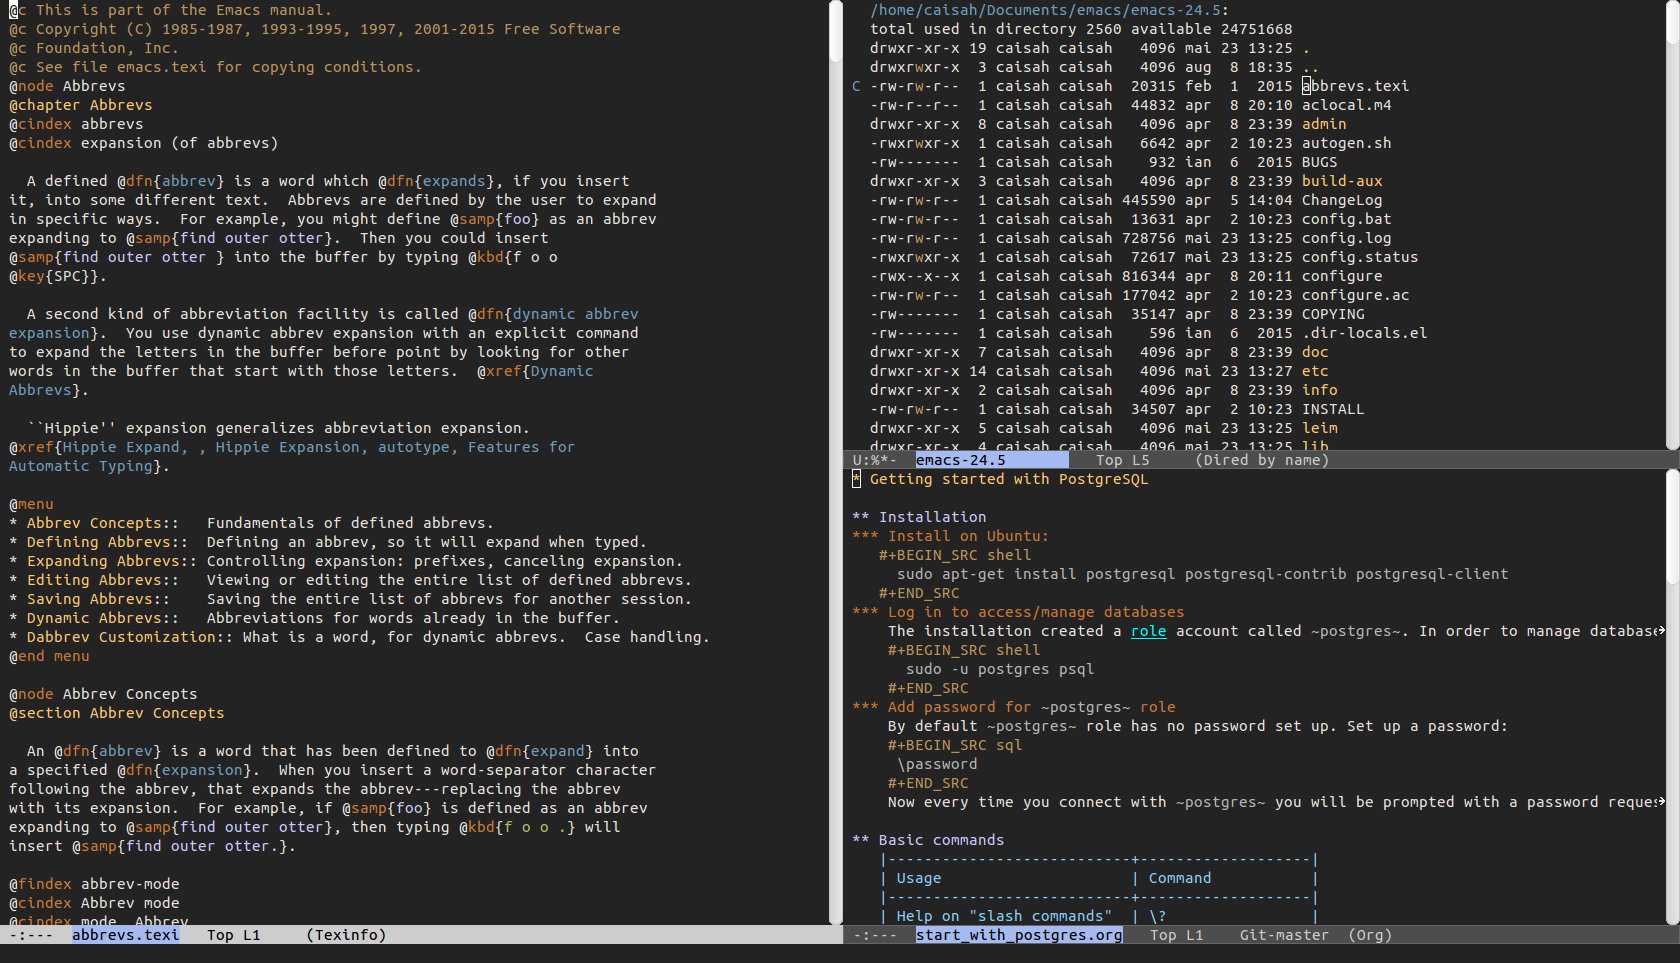 @c This is part of the Emacs manual.
@c Copyright (C) 1985-1987, 1993-1995, 1997, 2001-2015 Free Software
@c Foundation, Inc.
@c See file emacs.texi for copying conditions.
@node Abbrevs
@chapter Abbrevs
@cindex abbrevs
@cindex expansion (of abbrevs)

  A defined @dfn{abbrev} is a word which @dfn{expands}, if you insert
it, into some different text.  Abbrevs are defined by the user to expand
in specific ways.  For example, you might define @samp{foo} as an abbrev
expanding to @samp{find outer otter}.  Then you could insert
@samp{find outer otter } into the buffer by typing @kbd{f o o
@key{SPC}}.

  A second kind of abbreviation facility is called @dfn{dynamic abbrev
expansion}.  You use dynamic abbrev expansion with an explicit command
to expand the letters in the buffer before point by looking for other
words in the buffer that start with those letters.  @xref{Dynamic
Abbrevs}.

  ``Hippie'' expansion generalizes abbreviation expansion.
@xref{Hippie Expand, , Hippie Expansion, autotype, Features for
Automatic Typing}.

@menu
* Abbrev Concepts::   Fundamentals of defined abbrevs.
* Defining Abbrevs::  Defining an abbrev, so it will expand when typed.
* Expanding Abbrevs:: Controlling expansion: prefixes, canceling expansion.
* Editing Abbrevs::   Viewing or editing the entire list of defined abbrevs.
* Saving Abbrevs::    Saving the entire list of abbrevs for another session.
* Dynamic Abbrevs::   Abbreviations for words already in the buffer.
* Dabbrev Customization:: What is a word, for dynamic abbrevs.  Case handling.
@end menu

@node Abbrev Concepts
@section Abbrev Concepts

  An @dfn{abbrev} is a word that has been defined to @dfn{expand} into
a specified @dfn{expansion}.  When you insert a word-separator character
following the abbrev, that expands the abbrev---replacing the abbrev
with its expansion.  For example, if @samp{foo} is defined as an abbrev
expanding to @samp{find outer otter}, then typing @kbd{f o o .} will
insert @samp{find outer otter.}.

@findex abbrev-mode
@cindex Abbrev mode
@cindex mode, Abbrev
-:---  abbrevs.texi   Top L1     (Texinfo)
  /home/caisah/Documents/emacs/emacs-24.5:
  total used in directory 2560 available 24751668
  drwxr-xr-x 19 caisah caisah   4096 mai 23 13:25 .
  drwxrwxr-x  3 caisah caisah   4096 aug  8 18:35 ..
C -rw-rw-r--  1 caisah caisah  20315 feb  1  2015 abbrevs.texi
  -rw-r--r--  1 caisah caisah  44832 apr  8 20:10 aclocal.m4
  drwxr-xr-x  8 caisah caisah   4096 apr  8 23:39 admin
  -rwxrwxr-x  1 caisah caisah   6642 apr  2 10:23 autogen.sh
  -rw-------  1 caisah caisah    932 ian  6  2015 BUGS
  drwxr-xr-x  3 caisah caisah   4096 apr  8 23:39 build-aux
  -rw-rw-r--  1 caisah caisah 445590 apr  5 14:04 ChangeLog
  -rw-rw-r--  1 caisah caisah  13631 apr  2 10:23 config.bat
  -rw-rw-r--  1 caisah caisah 728756 mai 23 13:25 config.log
  -rwxrwxr-x  1 caisah caisah  72617 mai 23 13:25 config.status
  -rwx--x--x  1 caisah caisah 816344 apr  8 20:11 configure
  -rw-rw-r--  1 caisah caisah 177042 apr  2 10:23 configure.ac
  -rw-------  1 caisah caisah  35147 apr  8 23:39 COPYING
  -rw-------  1 caisah caisah    596 ian  6  2015 .dir-locals.el
  drwxr-xr-x  7 caisah caisah   4096 apr  8 23:39 doc
  drwxr-xr-x 14 caisah caisah   4096 mai 23 13:27 etc
  drwxr-xr-x  2 caisah caisah   4096 apr  8 23:39 info
  -rw-rw-r--  1 caisah caisah  34507 apr  2 10:23 INSTALL
  drwxr-xr-x  5 caisah caisah   4096 mai 23 13:25 leim
  drwxr-xr-x  4 caisah caisah   4096 mai 23 13:25 lib
U:%*-  emacs-24.5          Top L5     (Dired by name)
* Getting started with PostgreSQL

** Installation
*** Install on Ubuntu:
   #+BEGIN_SRC shell
     sudo apt-get install postgresql postgresql-contrib postgresql-client
   #+END_SRC
*** Log in to access/manage databases
    The installation created a role account called ~postgres~. In order to manage database
    #+BEGIN_SRC shell
      sudo -u postgres psql
    #+END_SRC
*** Add password for ~postgres~ role
    By default ~postgres~ role has no password set up. Set up a password:
    #+BEGIN_SRC sql
     \password
    #+END_SRC
    Now every time you connect with ~postgres~ you will be prompted with a password reques

** Basic commands
   |---------------------------+-------------------|
   | Usage                     | Command           |
   |---------------------------+-------------------|
   | Help on "slash commands"  | \?                |
-:---  start_with_postgres.org   Top L1    Git-master  (Org)